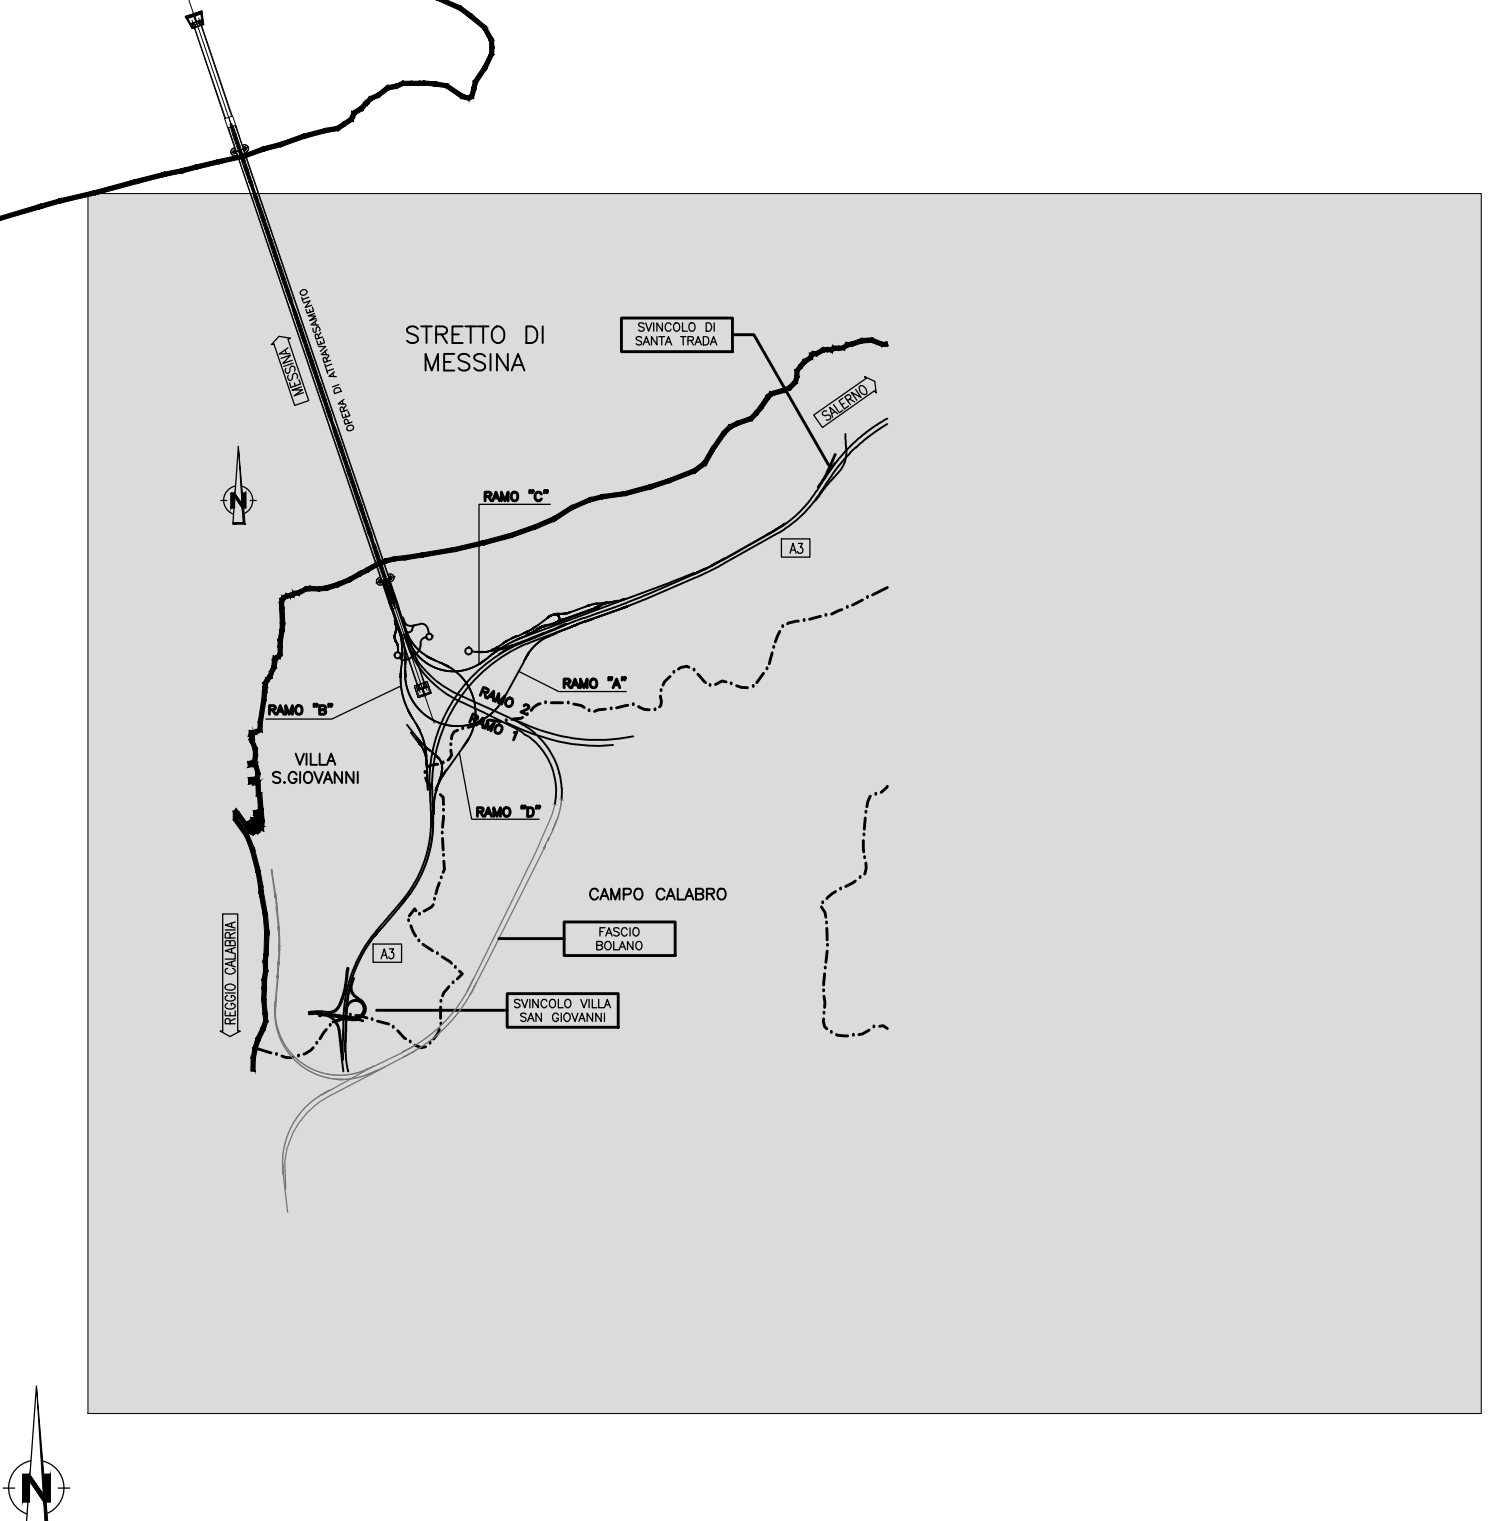 OPERA DI ATTRAVERSAMENTO
MESSINA
STRETTO DI
MESSINA
SVINCOLO DI
SANTA TRADA
SALERNO
N
RAMO "C"
A3
RAMO "A"
RAMO 2
RAMO "B"
RAMO 1
VILLA
S.GIOVANNI
RAMO "D"
CAMPO CALABRO
FASCIO
BOLANO
REGGIO CALABRIA
A3
SVINCOLO VILLA
SAN GIOVANNI
N